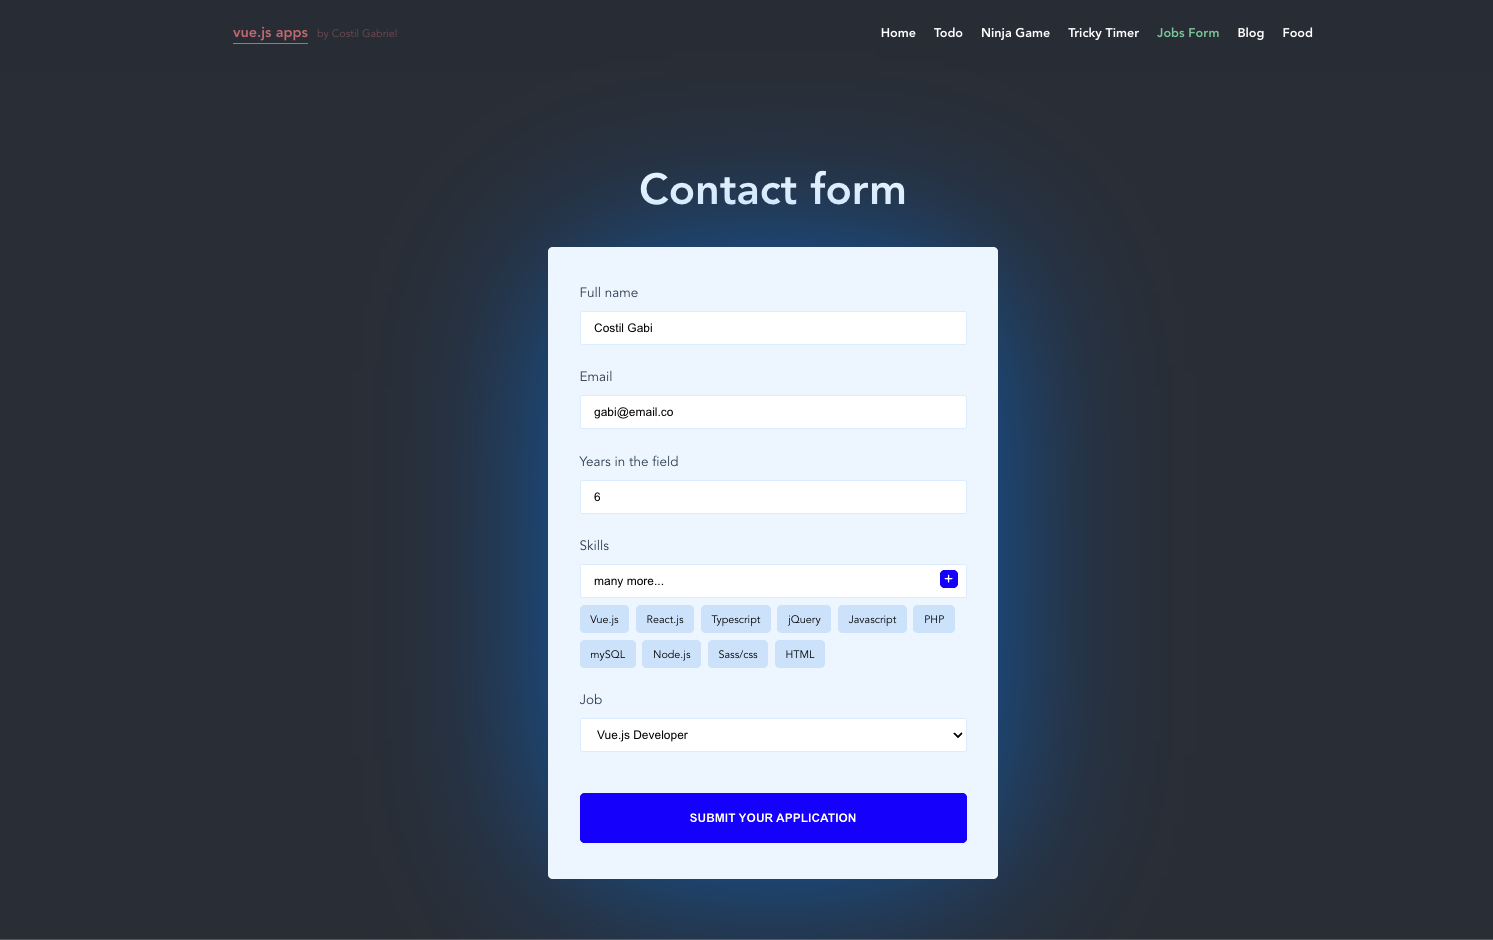 vue.js apps by Costil Gabriel Home Todo Ninja Game Tricky Timer Jobs Form Blog Food
Contact form
Full name
Costil Gabi
Email
gabi@email.co
Years in the field
6
Skills
many more... +
Vue.js React.js Typescript jQuery Javascript PHP
mySQL Node.js Sass/css HTML
Job
Vue.js Developer
SUBMIT YOUR APPLICATION